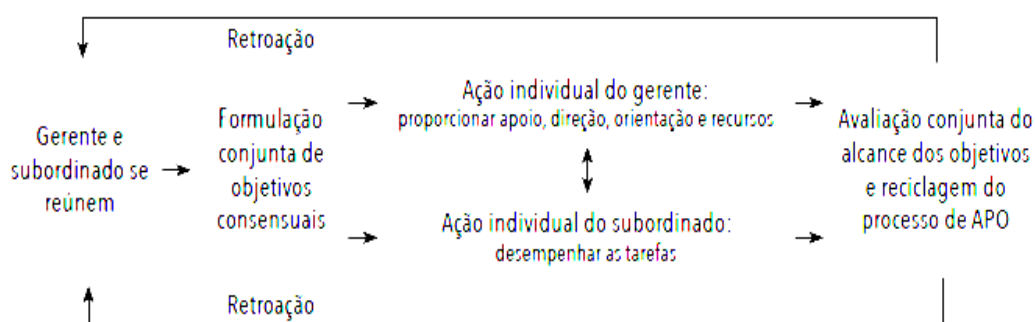 Retroação
Gerente e
subordinado se
reúnem
Formulação
conjunta de
objetivos
consensuais
Ação individual do gerente:
proporcionar apoio, direção, orientação e recursos
Ação individual do subordinado:
desempenhar as tarefas
Avaliação conjunta do
alcance dos objetivos
e reciclagem do
processo de APO
Retroação